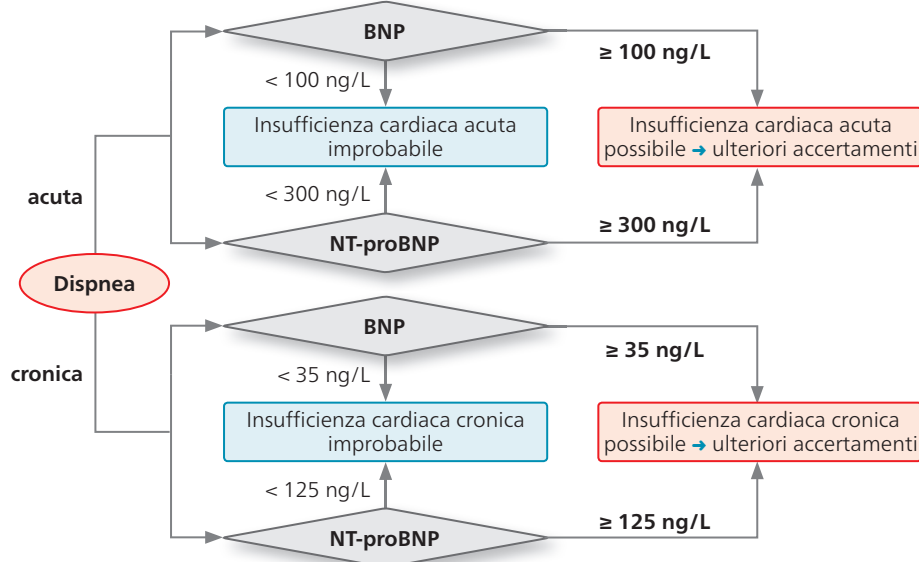 BNP
≥ 100 ng/L
< 100 ng/L
Insufficienza cardiaca acuta
improbabile
Insufficienza cardiaca acuta
possibile → ulteriori accertamenti
acuta
< 300 ng/L
≥ 300 ng/L
NT-proBNP
Dispnea
BNP
≥ 35 ng/L
cronica
< 35 ng/L
Insufficienza cardiaca cronica
improbabile
Insufficienza cardiaca cronica
possibile → ulteriori accertamenti
< 125 ng/L
≥ 125 ng/L
NT-proBNP